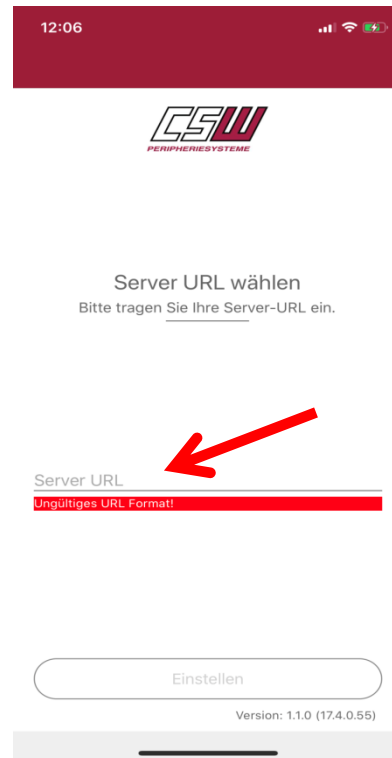 12:06
CSW
PERIPHERIESYSTEME
Server URL wählen
Bitte tragen Sie Ihre Server-URL ein.
Server URL
Ungültiges URL Format!
Einstellen
Version: 1.1.0 (17.4.0.55)